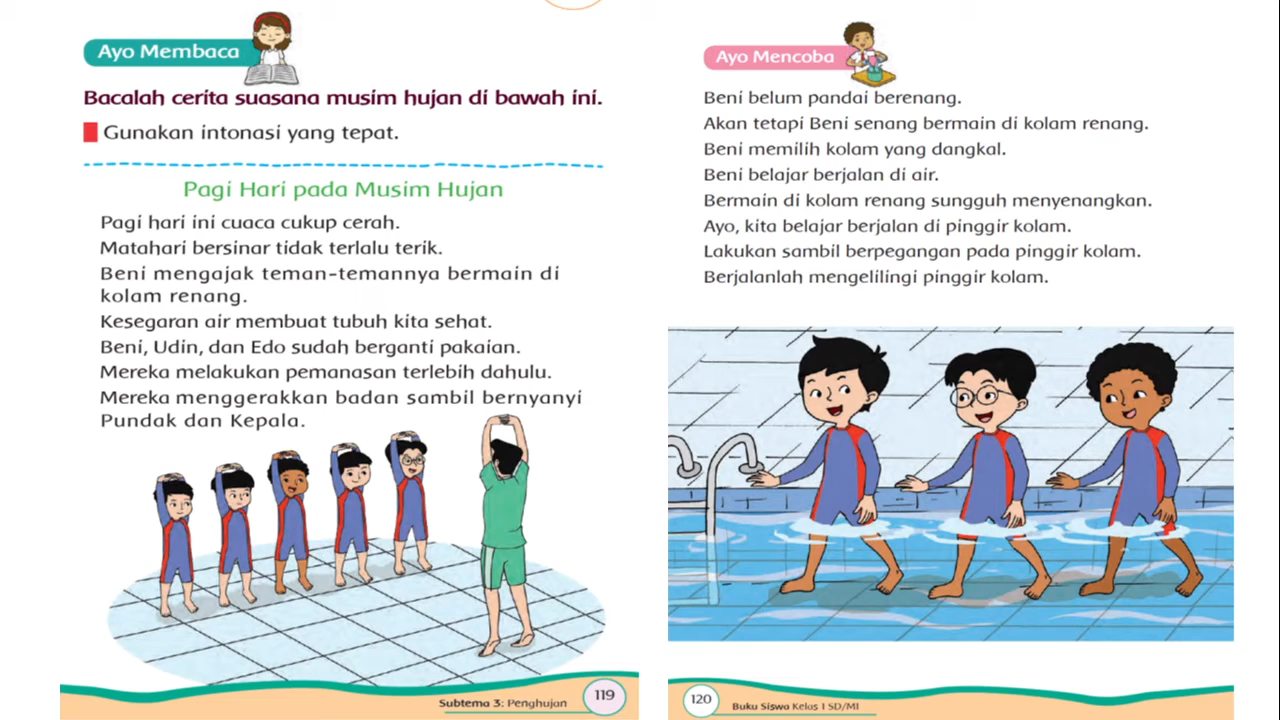 Ayo Membaca
Bacalah cerita suasana musim hujan di bawah ini.
Gunakan intonasi yang tepat.
Pagi Hari pada Musim Hujan
Pagi hari ini cuaca cukup cerah.
Matahari bersinar tidak terlalu terik.
Beni mengajak teman-temannya bermain di
kolam renang.
Kesegaran air membuat tubuh kita sehat.
Beni, Udin, dan Edo sudah berganti pakaian.
Mereka melakukan pemanasan terlebih dahulu.
Mereka menggerakkan badan sambil bernyanyi
Pundak dan Kepala.
Subtema 3: Penghujan
119
Ayo Mencoba
Beni belum pandai berenang.
Akan tetapi Beni senang bermain di kolam renang.
Beni memilih kolam yang dangkal.
Beni belajar berjalan di air.
Bermain di kolam renang sungguh menyenangkan.
Ayo, kita belajar berjalan di pinggir kolam.
Lakukan sambil berpegangan pada pinggir kolam.
Berjalanlah mengelilingi pinggir kolam.
120
Buku Siswa Kelas I SD/MI